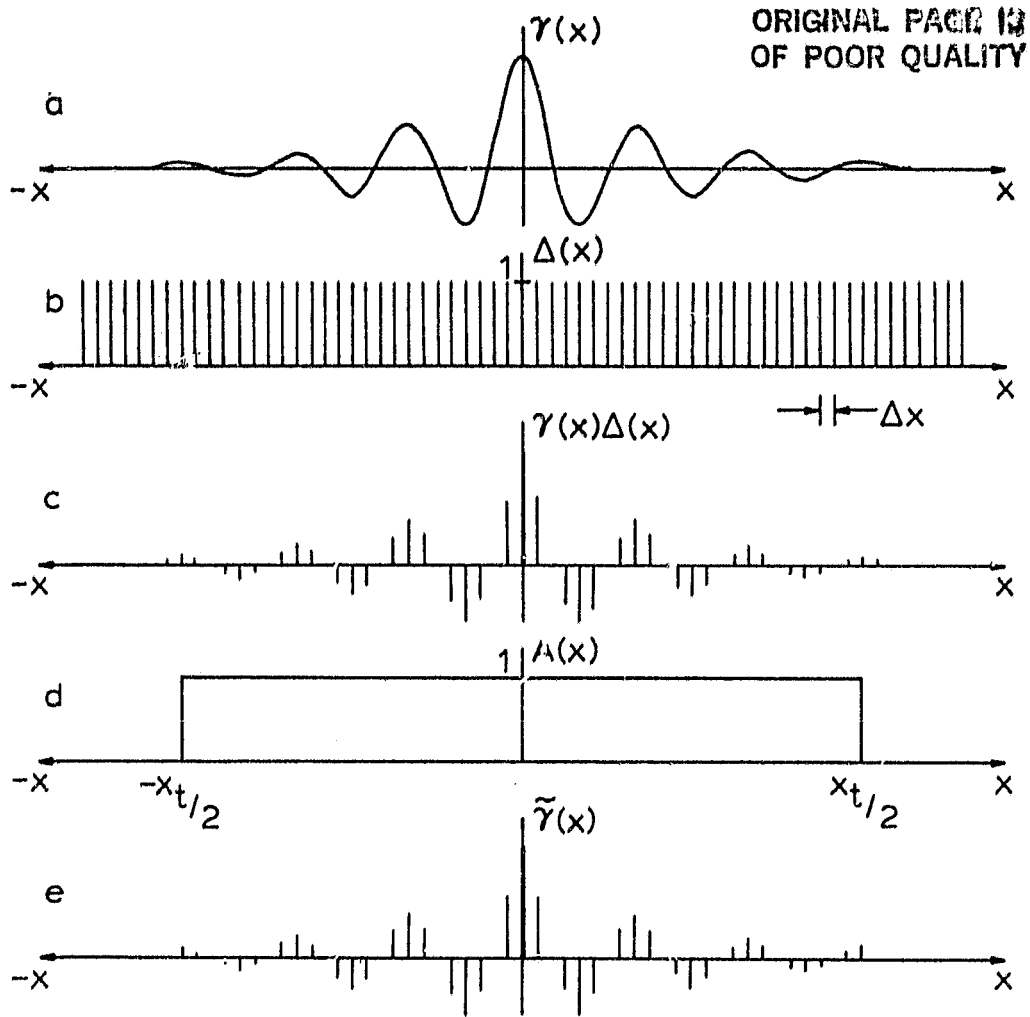 ORIGINAL PAGE IS
OF POOR QUALITY
γ(x)
a
-x x
1 Δ(x)
b
-x x
Δx
γ(x)Δ(x)
c
-x x
1 A(x)
d
-x -x_t/2 x_t/2 x
γ̃(x)
e
-x x